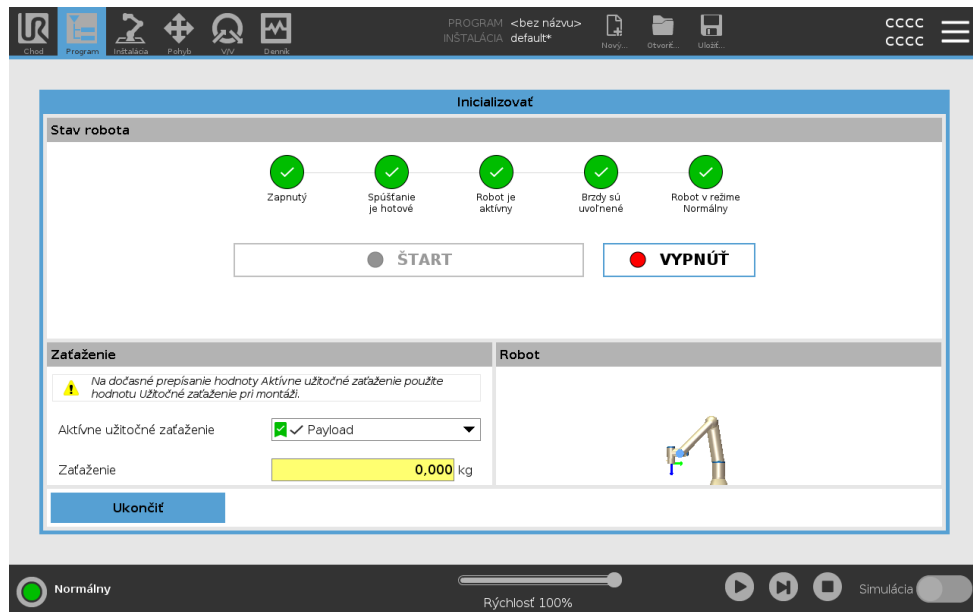 UR
PROGRAM <bez názvu>
INŠTALÁCIA default*
CCCC
CCCC
Chod Program Inštalácia Pohyb V/V Denník Nový... Otvoriť... Uložiť...
Inicializovať
Stav robota
Zapnutý
Spúšťanie
je hotové
Robot je
aktívny
Brzdy sú
uvoľnené
Robot v režime
Normálny
ŠTART
VYPNÚŤ
Zaťaženie
Na dočasné prepísanie hodnoty Aktívne užitočné zaťaženie použite
hodnotu Užitočné zaťaženie pri montáži.
Aktívne užitočné zaťaženie Payload
Zaťaženie 0,000 kg
Robot
Ukončiť
Normálny
Rýchlosť 100%
Simulácia